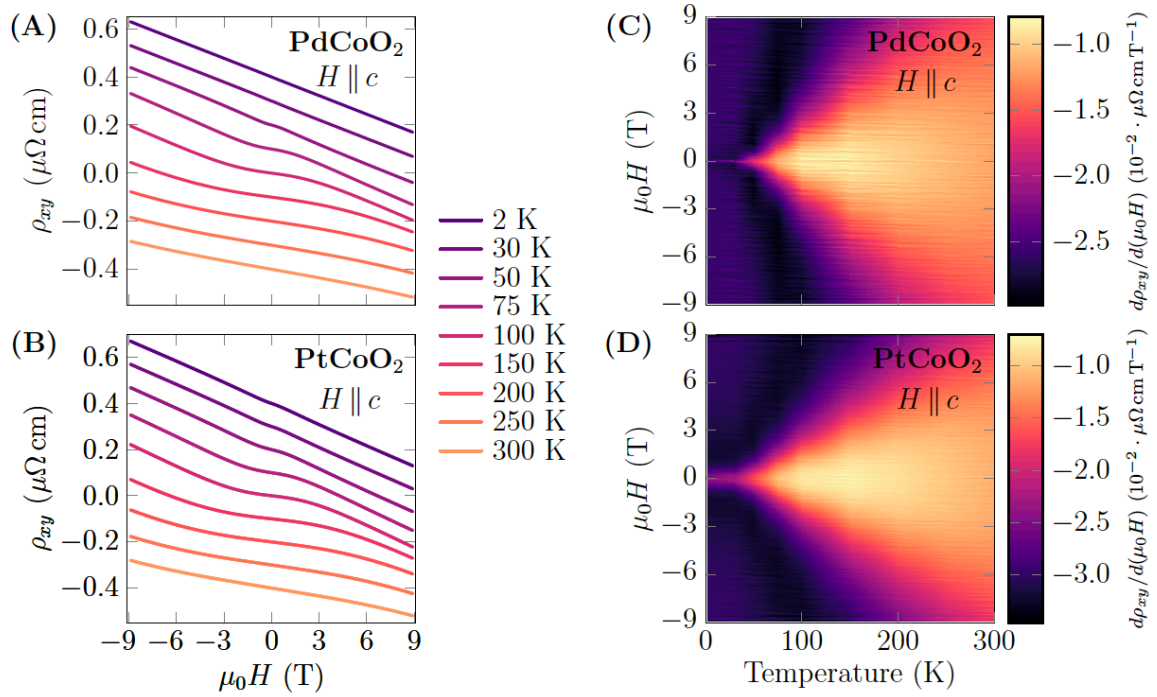 (A)
PdCoO₂
H ∥ c
ρxy (μΩ cm)
0.6
0.4
0.2
0.0
−0.2
−0.4
(B)
PtCoO₂
H ∥ c
ρxy (μΩ cm)
0.6
0.4
0.2
0.0
−0.2
−0.4
−9 −6 −3 0 3 6 9
μ₀H (T)
2 K
30 K
50 K
75 K
100 K
150 K
200 K
250 K
300 K
(C)
PdCoO₂
H ∥ c
μ₀H (T)
9
6
3
0
−3
−6
−9
−1.0
−1.5
−2.0
−2.5
dρxy/d(μ₀H) (10⁻² · μΩ cm T⁻¹)
(D)
PtCoO₂
H ∥ c
μ₀H (T)
9
6
3
0
−3
−6
−9
0 100 200 300
Temperature (K)
−1.0
−1.5
−2.0
−2.5
−3.0
dρxy/d(μ₀H) (10⁻² · μΩ cm T⁻¹)